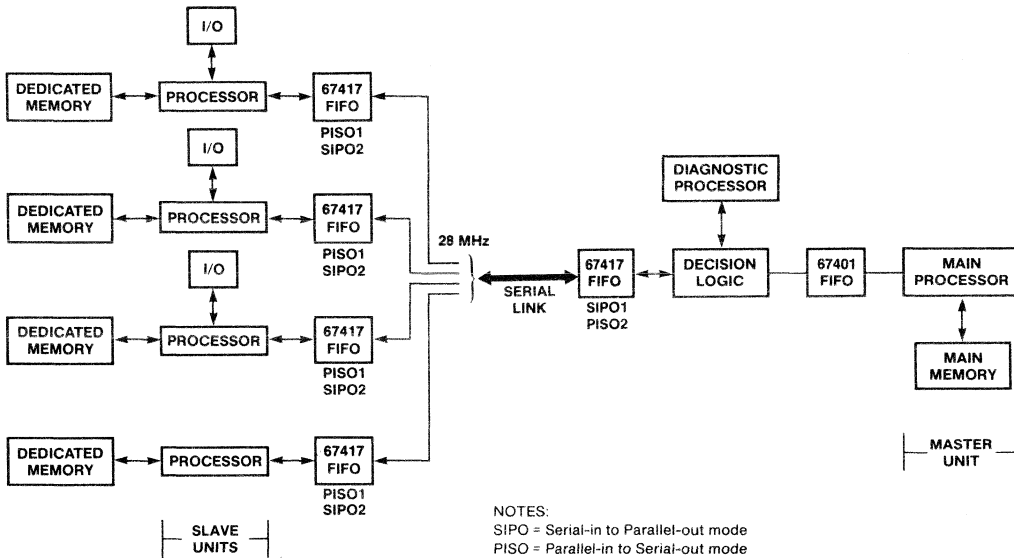 I/O
DEDICATED
MEMORY
PROCESSOR
67417
FIFO
PISO1
SIPO2
I/O
DEDICATED
MEMORY
PROCESSOR
67417
FIFO
PISO1
SIPO2
I/O
DEDICATED
MEMORY
PROCESSOR
67417
FIFO
PISO1
SIPO2
DEDICATED
MEMORY
PROCESSOR
67417
FIFO
PISO1
SIPO2
SLAVE
UNITS
28 MHz
SERIAL
LINK
67417
FIFO
SIPO1
PISO2
DIAGNOSTIC
PROCESSOR
DECISION
LOGIC
67401
FIFO
MAIN
PROCESSOR
MAIN
MEMORY
MASTER
UNIT
NOTES:
SIPO = Serial-in to Parallel-out mode
PISO = Parallel-in to Serial-out mode